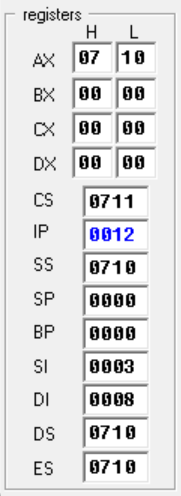 registers
H L
AX 07 10
BX 00 00
CX 00 00
DX 00 00
CS 0711
IP 0012
SS 0710
SP 0000
BP 0000
SI 0003
DI 0008
DS 0710
ES 0710